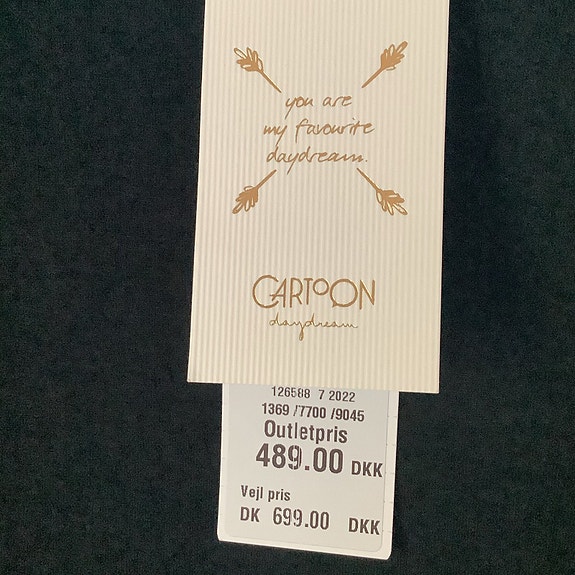 you are
my favourite
daydream.
CARTOON
daydream
126588 7 2022
1369 /7700 /9045
Outletpris
489.00 DKK
Vejl pris
DK 699.00 DKK